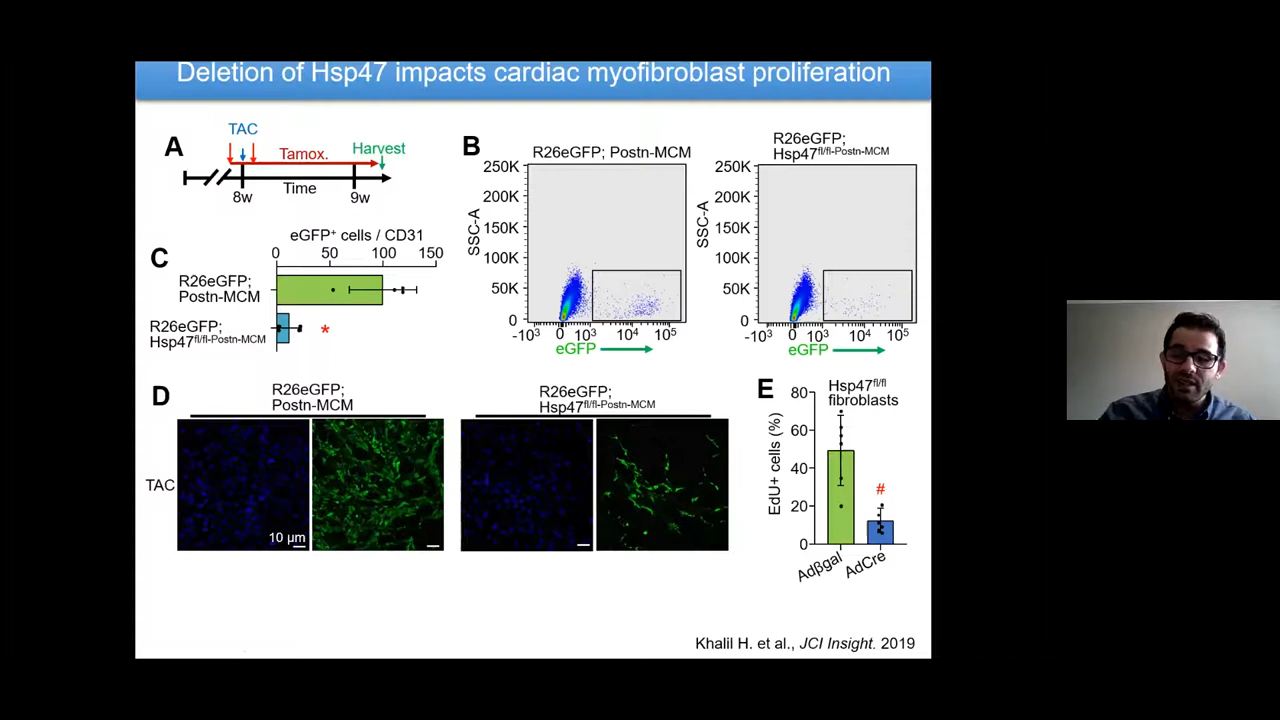 Deletion of Hsp47 impacts cardiac myofibroblast proliferation
A
TAC
Tamox.
Harvest
Time
8w
9w
B
R26eGFP; Postn-MCM
250K
200K
150K
100K
50K
0
SSC-A
-10³ 0 10³ 10⁴ 10⁵
eGFP
R26eGFP;
Hsp47fl/fl-Postn-MCM
250K
200K
150K
100K
50K
0
SSC-A
-10³ 0 10³ 10⁴ 10⁵
eGFP
C
eGFP⁺ cells / CD31
0 50 100 150
R26eGFP;
Postn-MCM
R26eGFP;
Hsp47fl/fl-Postn-MCM
*
D
R26eGFP;
Postn-MCM
R26eGFP;
Hsp47fl/fl-Postn-MCM
TAC
10 µm
E
Hsp47fl/fl
fibroblasts
80
60
40
20
0
EdU+ cells (%)
#
Adβgal
AdCre
Khalil H. et al., JCI Insight. 2019